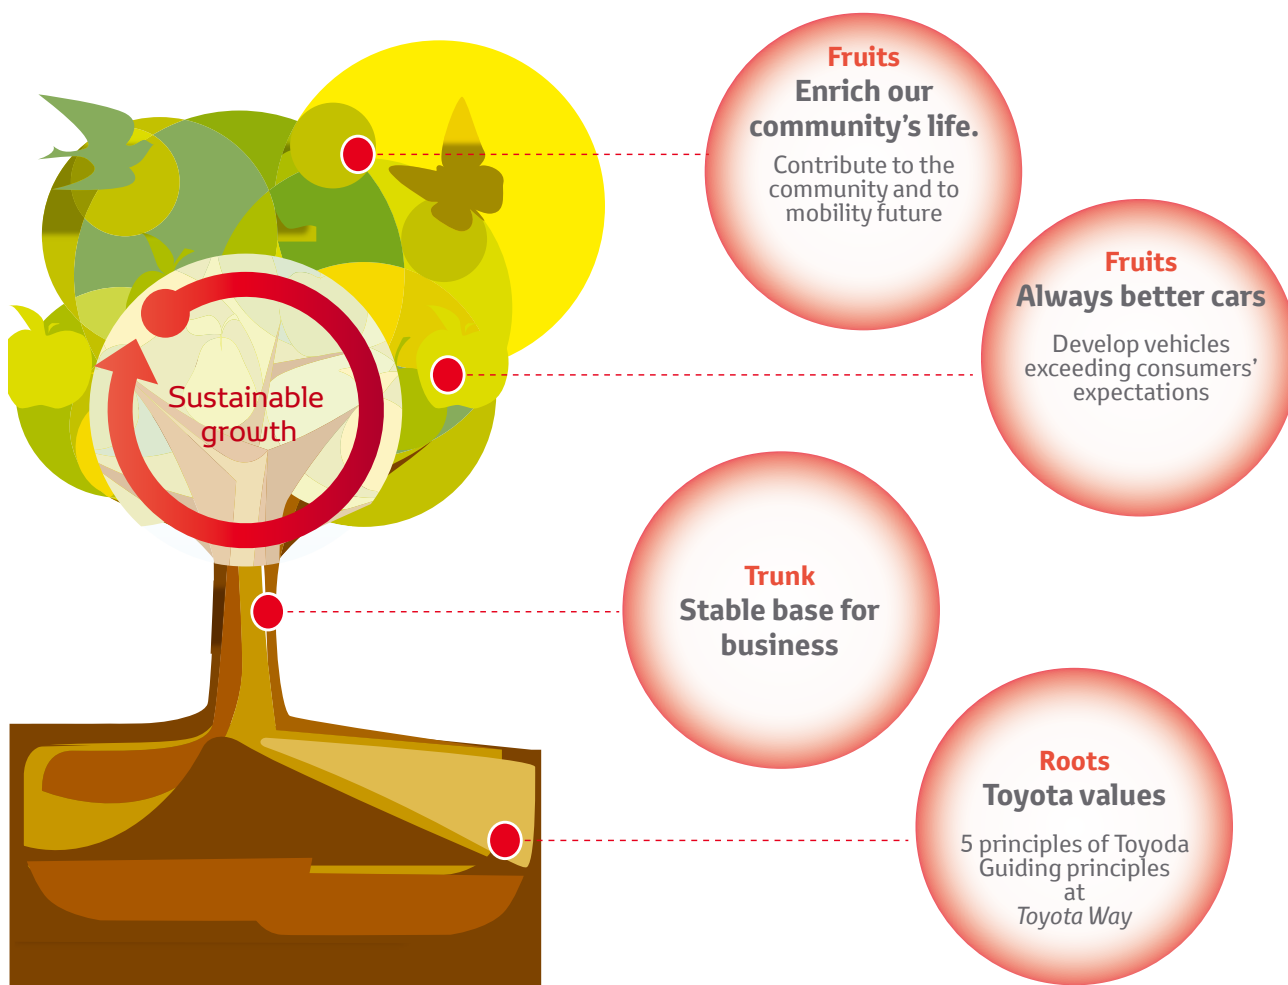 Fruits
Enrich our
community’s life.
Contribute to the
community and to
mobility future
Fruits
Always better cars
Develop vehicles
exceeding consumers’
expectations
Sustainable
growth
Trunk
Stable base for
business
Roots
Toyota values
5 principles of Toyoda
Guiding principles
at
Toyota Way